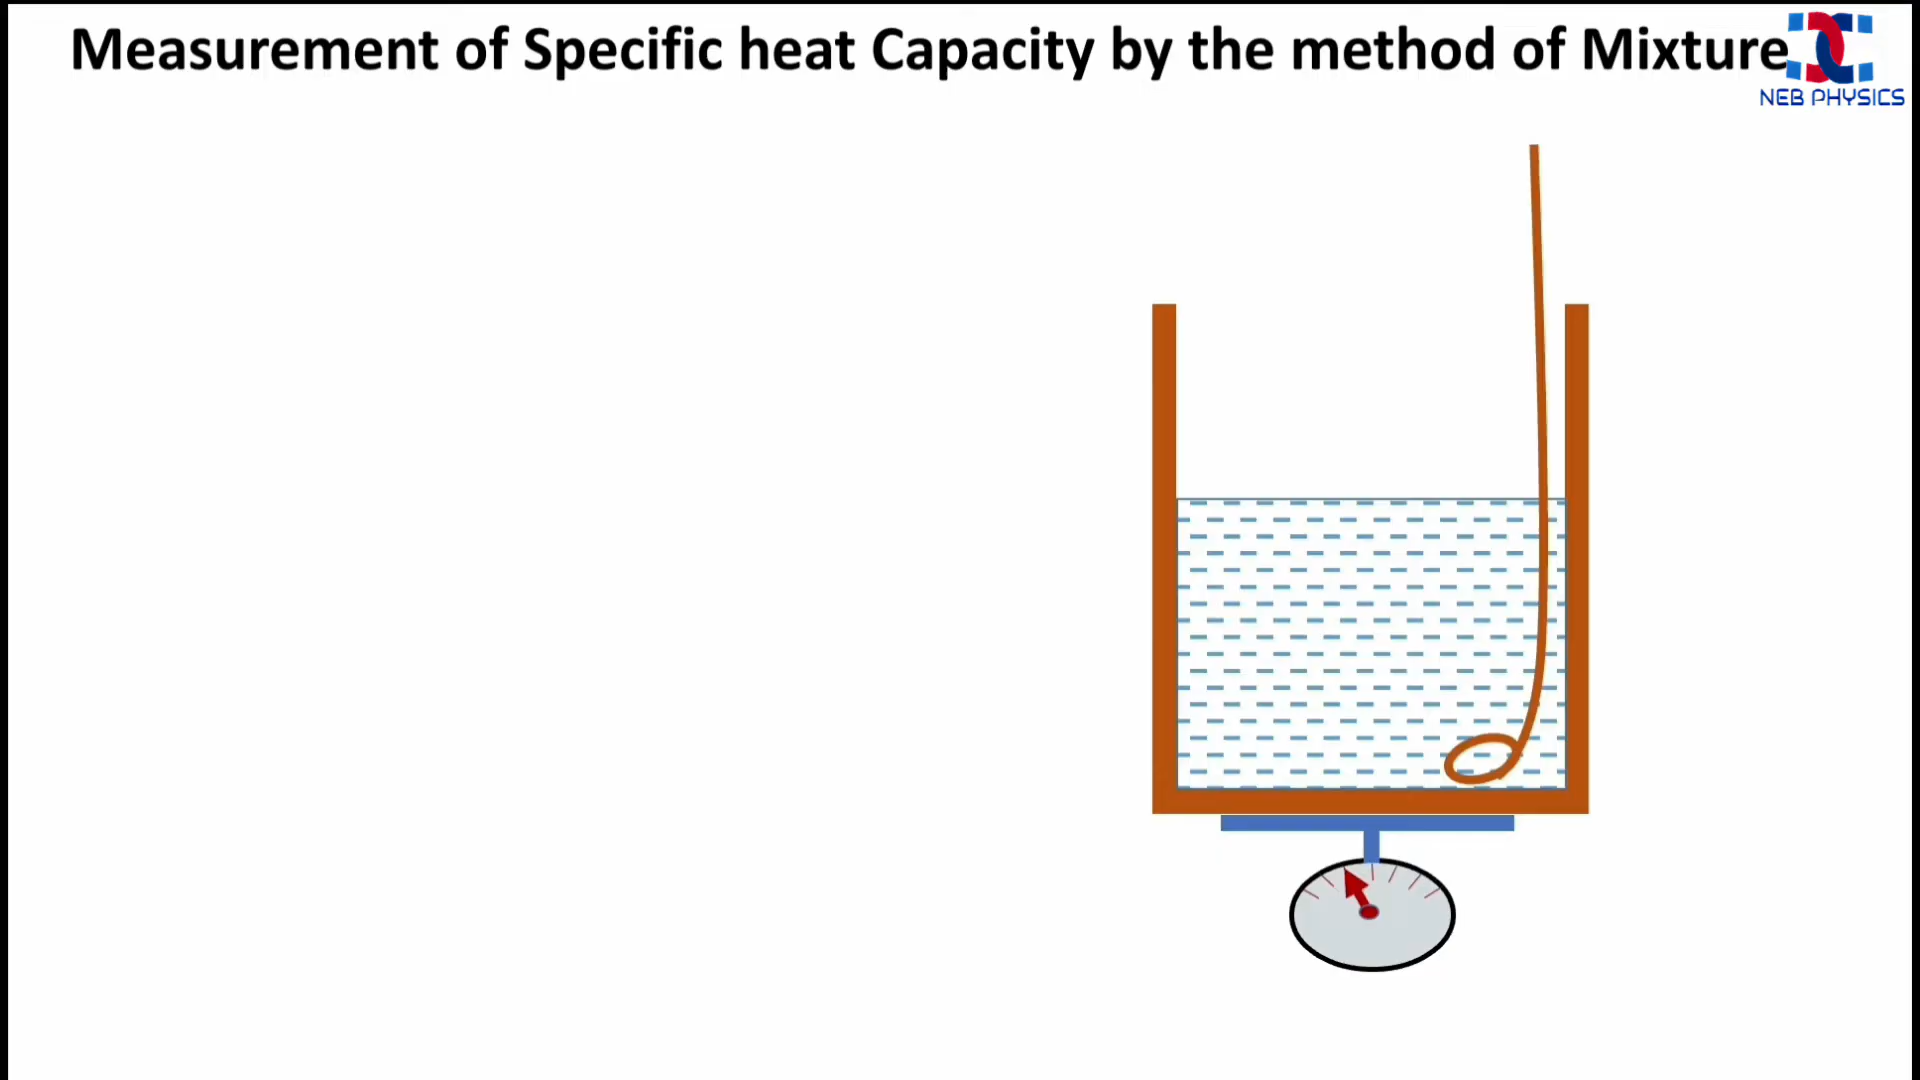 Measurement of Specific heat Capacity by the method of Mixture
NEB PHYSICS